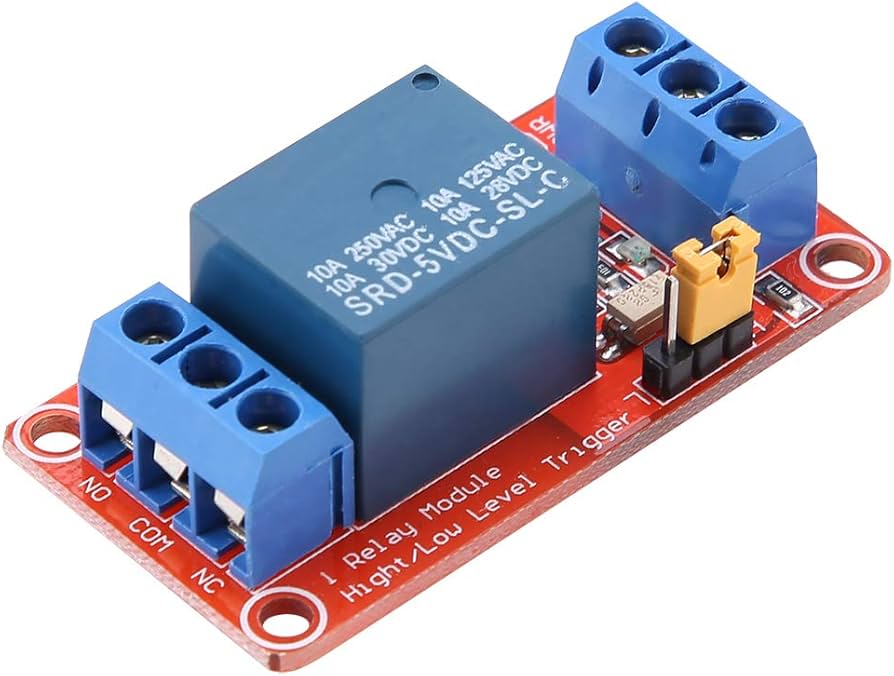 10A 250VAC 10A 125VAC
10A 30VDC 10A 28VDC
SRD-5VDC-SL-C
NO
COM
NC
1 Relay Module
Hight/Low Level Trigger
102